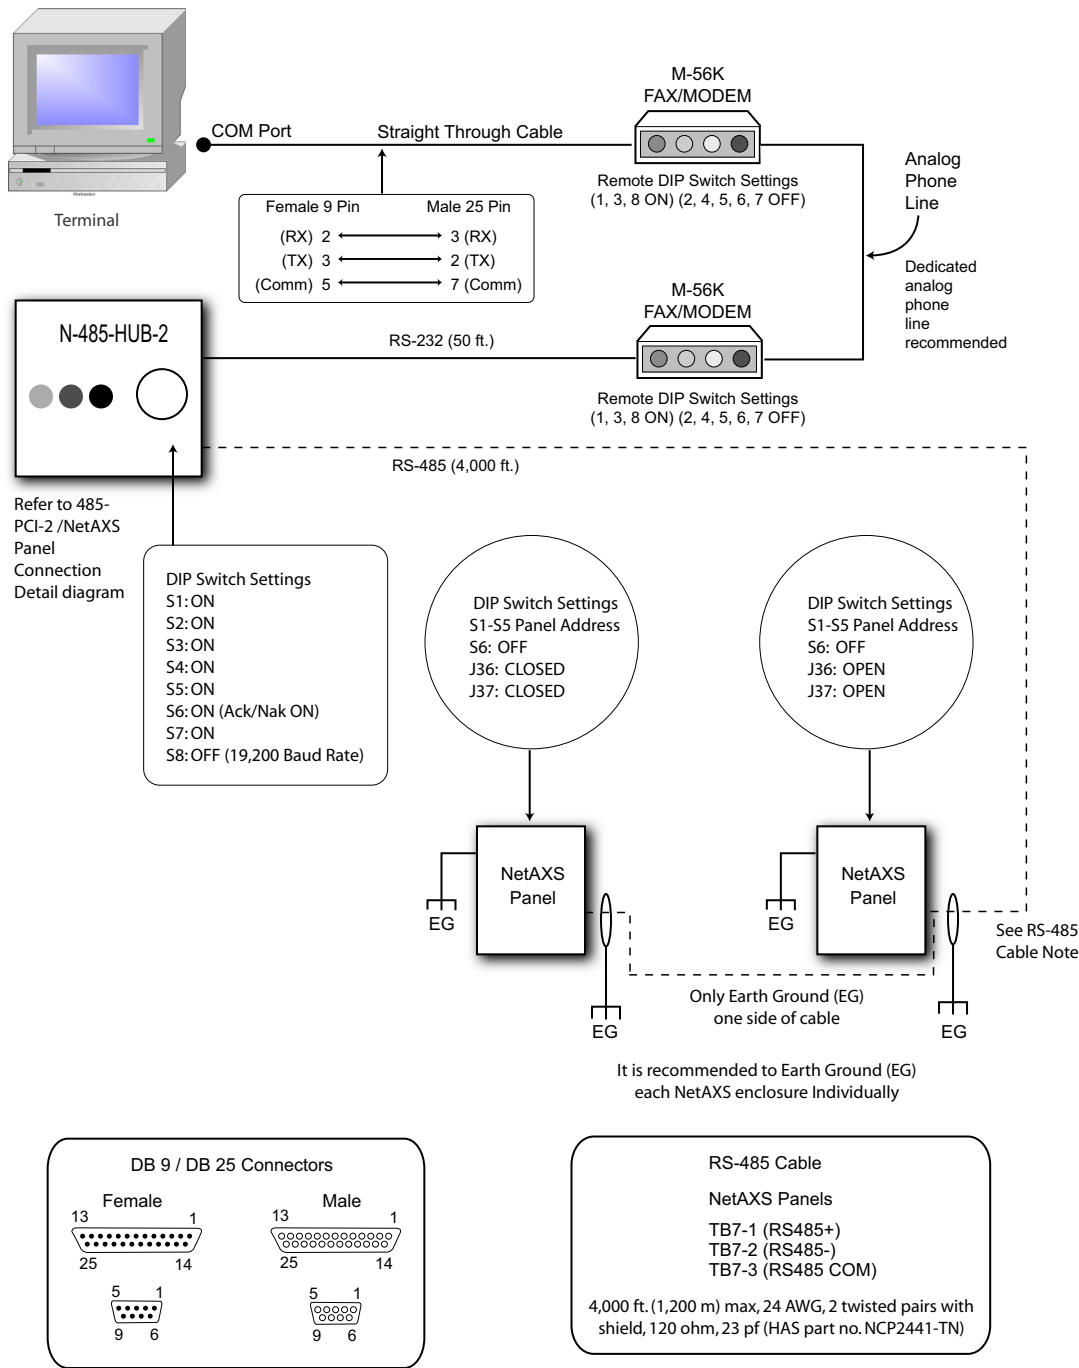 M-56K
FAX/MODEM
COM Port
Straight Through Cable
Workstation
Terminal
Remote DIP Switch Settings
(1, 3, 8 ON) (2, 4, 5, 6, 7 OFF)
Analog
Phone
Line
Female 9 Pin Male 25 Pin
(RX) 2 3 (RX)
(TX) 3 2 (TX)
(Comm) 5 7 (Comm)
Dedicated
analog
phone
line
recommended
M-56K
FAX/MODEM
N-485-HUB-2
RS-232 (50 ft.)
Remote DIP Switch Settings
(1, 3, 8 ON) (2, 4, 5, 6, 7 OFF)
RS-485 (4,000 ft.)
Refer to 485-
PCI-2 /NetAXS
Panel
Connection
Detail diagram
DIP Switch Settings
S1: ON
S2: ON
S3: ON
S4: ON
S5: ON
S6: ON (Ack/Nak ON)
S7: ON
S8: OFF (19,200 Baud Rate)
DIP Switch Settings
S1-S5 Panel Address
S6: OFF
J36: CLOSED
J37: CLOSED
DIP Switch Settings
S1-S5 Panel Address
S6: OFF
J36: OPEN
J37: OPEN
NetAXS
Panel
EG
EG
NetAXS
Panel
EG
EG
See RS-485
Cable Note
Only Earth Ground (EG)
one side of cable
It is recommended to Earth Ground (EG)
each NetAXS enclosure Individually
DB 9 / DB 25 Connectors
Female Male
13 1 13 1
25 14 25 14
5 1 5 1
9 6 9 6
RS-485 Cable
NetAXS Panels
TB7-1 (RS485+)
TB7-2 (RS485-)
TB7-3 (RS485 COM)
4,000 ft. (1,200 m) max, 24 AWG, 2 twisted pairs with
shield, 120 ohm, 23 pf (HAS part no. NCP2441-TN)